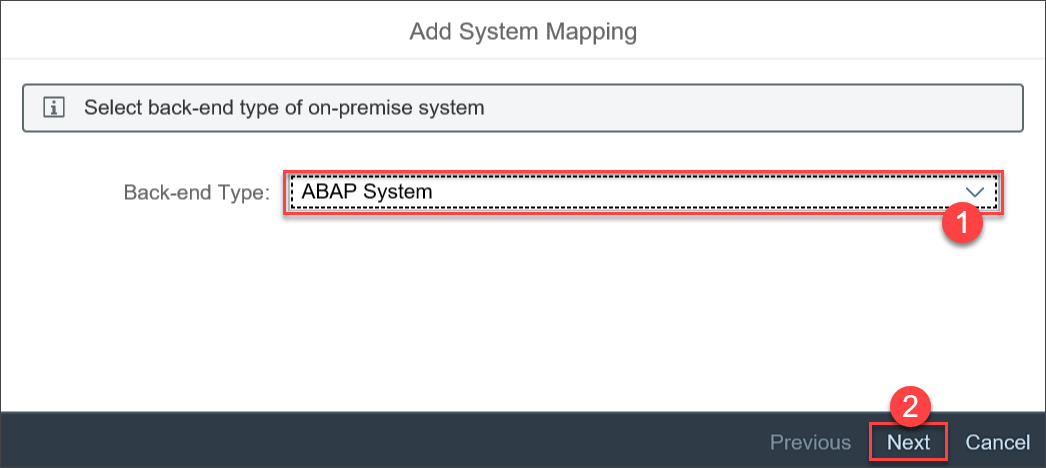 Add System Mapping
Select back-end type of on-premise system
Back-end Type: ABAP System
1
2
Previous Next Cancel